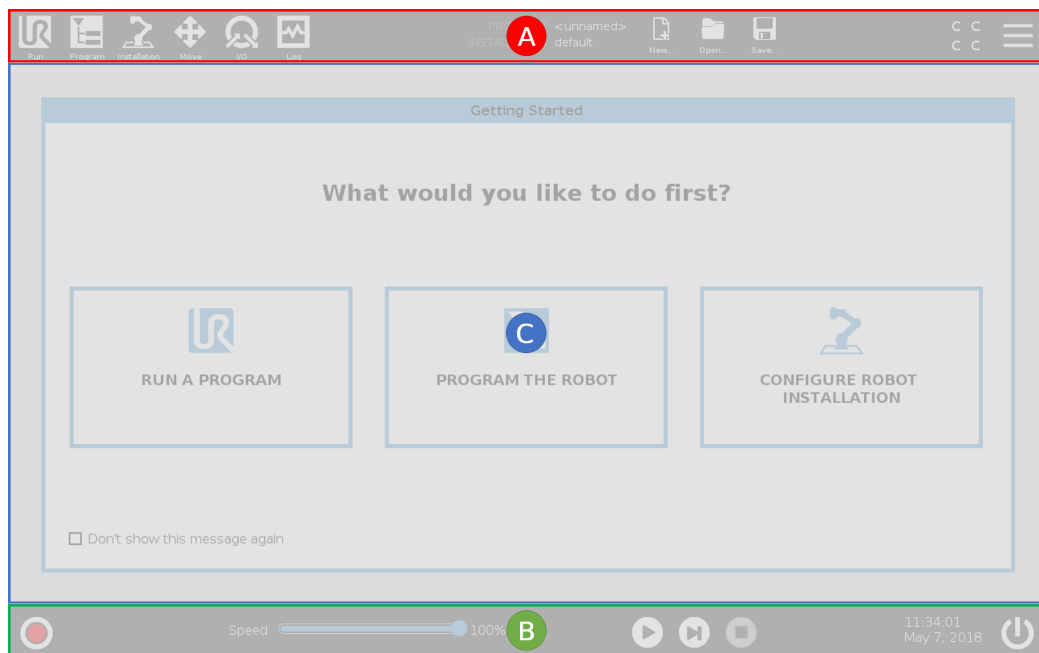 <unnamed>
INSTAL A default
Run Program Installation Move I/O Log New... Open... Save...
C C
C C
Getting Started
What would you like to do first?
C
RUN A PROGRAM
PROGRAM THE ROBOT
CONFIGURE ROBOT
INSTALLATION
Don't show this message again
Speed 100% B
11:34:01
May 7, 2018